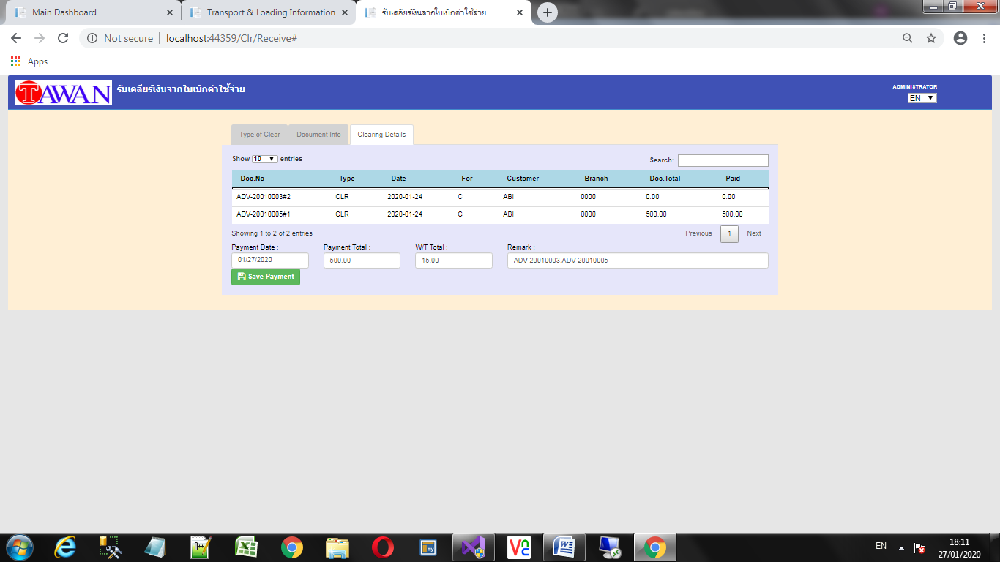 Main Dashboard
Transport & Loading Information
รับเคลียร์เงินจากใบเบิกค่าใช้จ่าย
Not secure
localhost:44359/Clr/Receive#
Apps
TAWAN
รับเคลียร์เงินจากใบเบิกค่าใช้จ่าย
ADMINISTRATOR
EN
Type of Clear
Document Info
Clearing Details
Show 10 entries
Search:
Doc.No Type Date For Customer Branch Doc.Total Paid
ADV-20010003#2 CLR 2020-01-24 C ABI 0000 0.00 0.00
ADV-20010005#1 CLR 2020-01-24 C ABI 0000 500.00 500.00
Showing 1 to 2 of 2 entries
Previous 1 Next
Payment Date : Payment Total : W/T Total : Remark :
01/27/2020 500.00 15.00 ADV-20010003,ADV-20010005
Save Payment
EN
18:11
27/01/2020